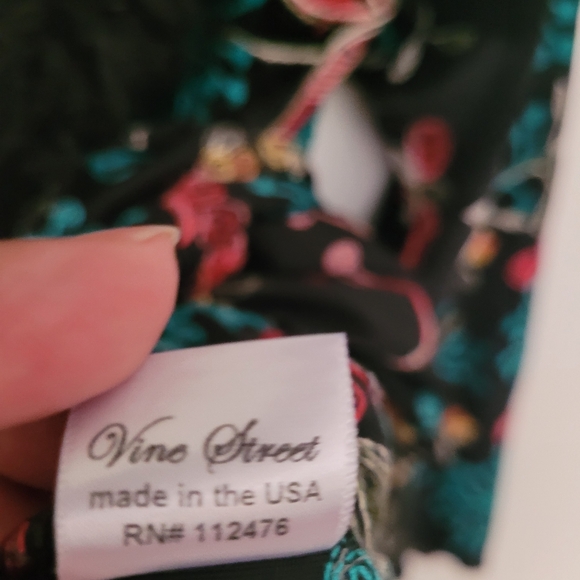 Vine Street
made in the USA
RN# 112476